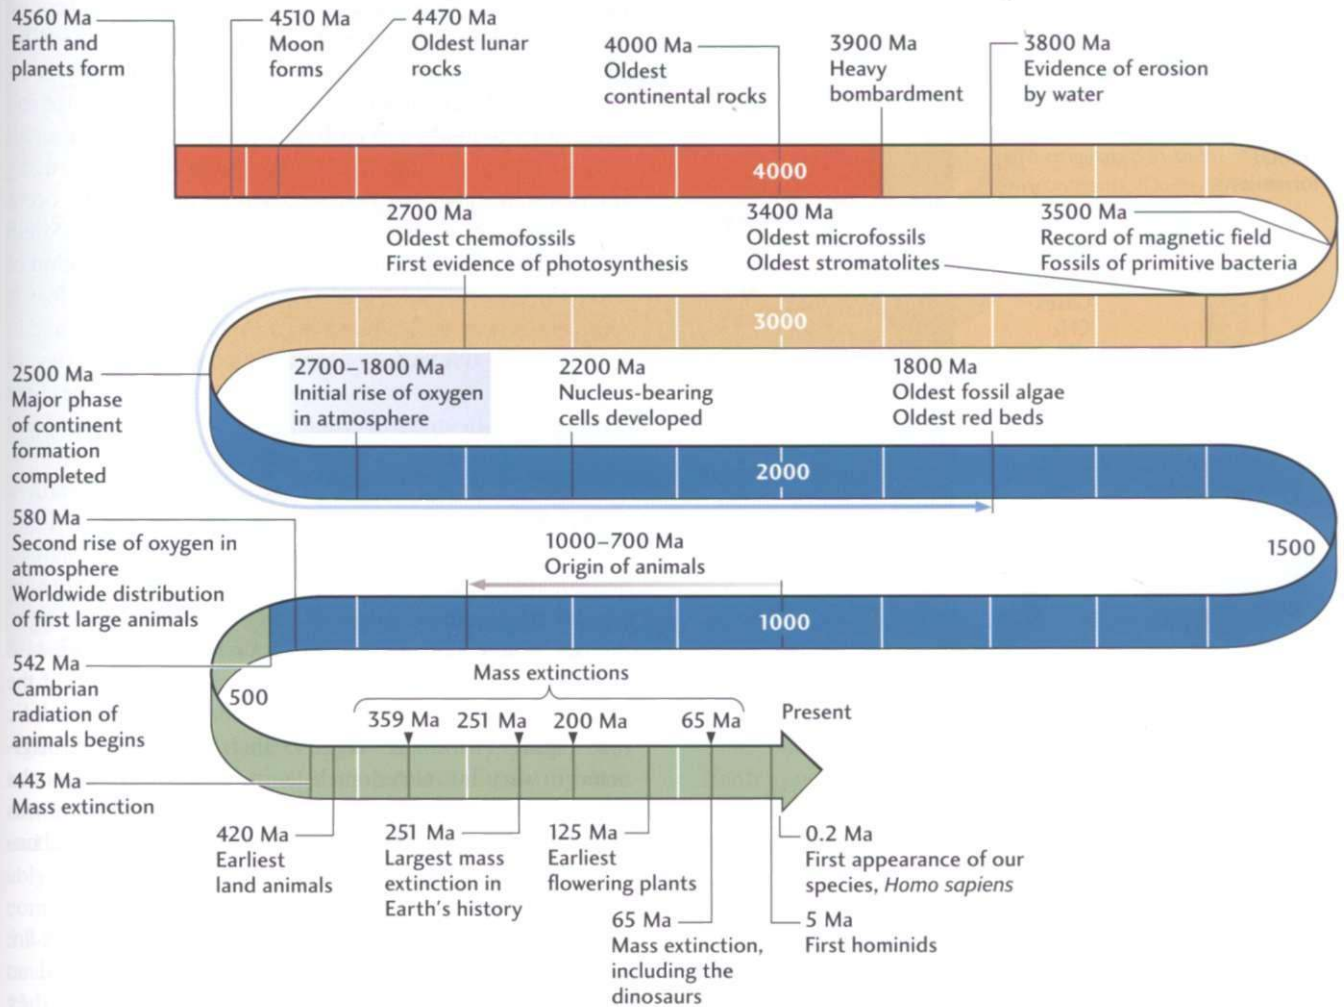 4560 Ma
Earth and
planets form
4510 Ma
Moon
forms
4470 Ma
Oldest lunar
rocks
4000 Ma
Oldest
continental rocks
3900 Ma
Heavy
bombardment
3800 Ma
Evidence of erosion
by water
4000
2700 Ma
Oldest chemofossils
First evidence of photosynthesis
3400 Ma
Oldest microfossils
Oldest stromatolites
3500 Ma
Record of magnetic field
Fossils of primitive bacteria
3000
2500 Ma
Major phase
of continent
formation
completed
2700–1800 Ma
Initial rise of oxygen
in atmosphere
2200 Ma
Nucleus-bearing
cells developed
1800 Ma
Oldest fossil algae
Oldest red beds
2000
580 Ma
Second rise of oxygen in
atmosphere
Worldwide distribution
of first large animals
1000–700 Ma
Origin of animals
1500
1000
542 Ma
Cambrian
radiation of
animals begins
500
Mass extinctions
359 Ma
251 Ma
200 Ma
65 Ma
Present
443 Ma
Mass extinction
420 Ma
Earliest
land animals
251 Ma
Largest mass
extinction in
Earth's history
125 Ma
Earliest
flowering plants
65 Ma
Mass extinction,
including the
dinosaurs
0.2 Ma
First appearance of our
species, Homo sapiens
5 Ma
First hominids